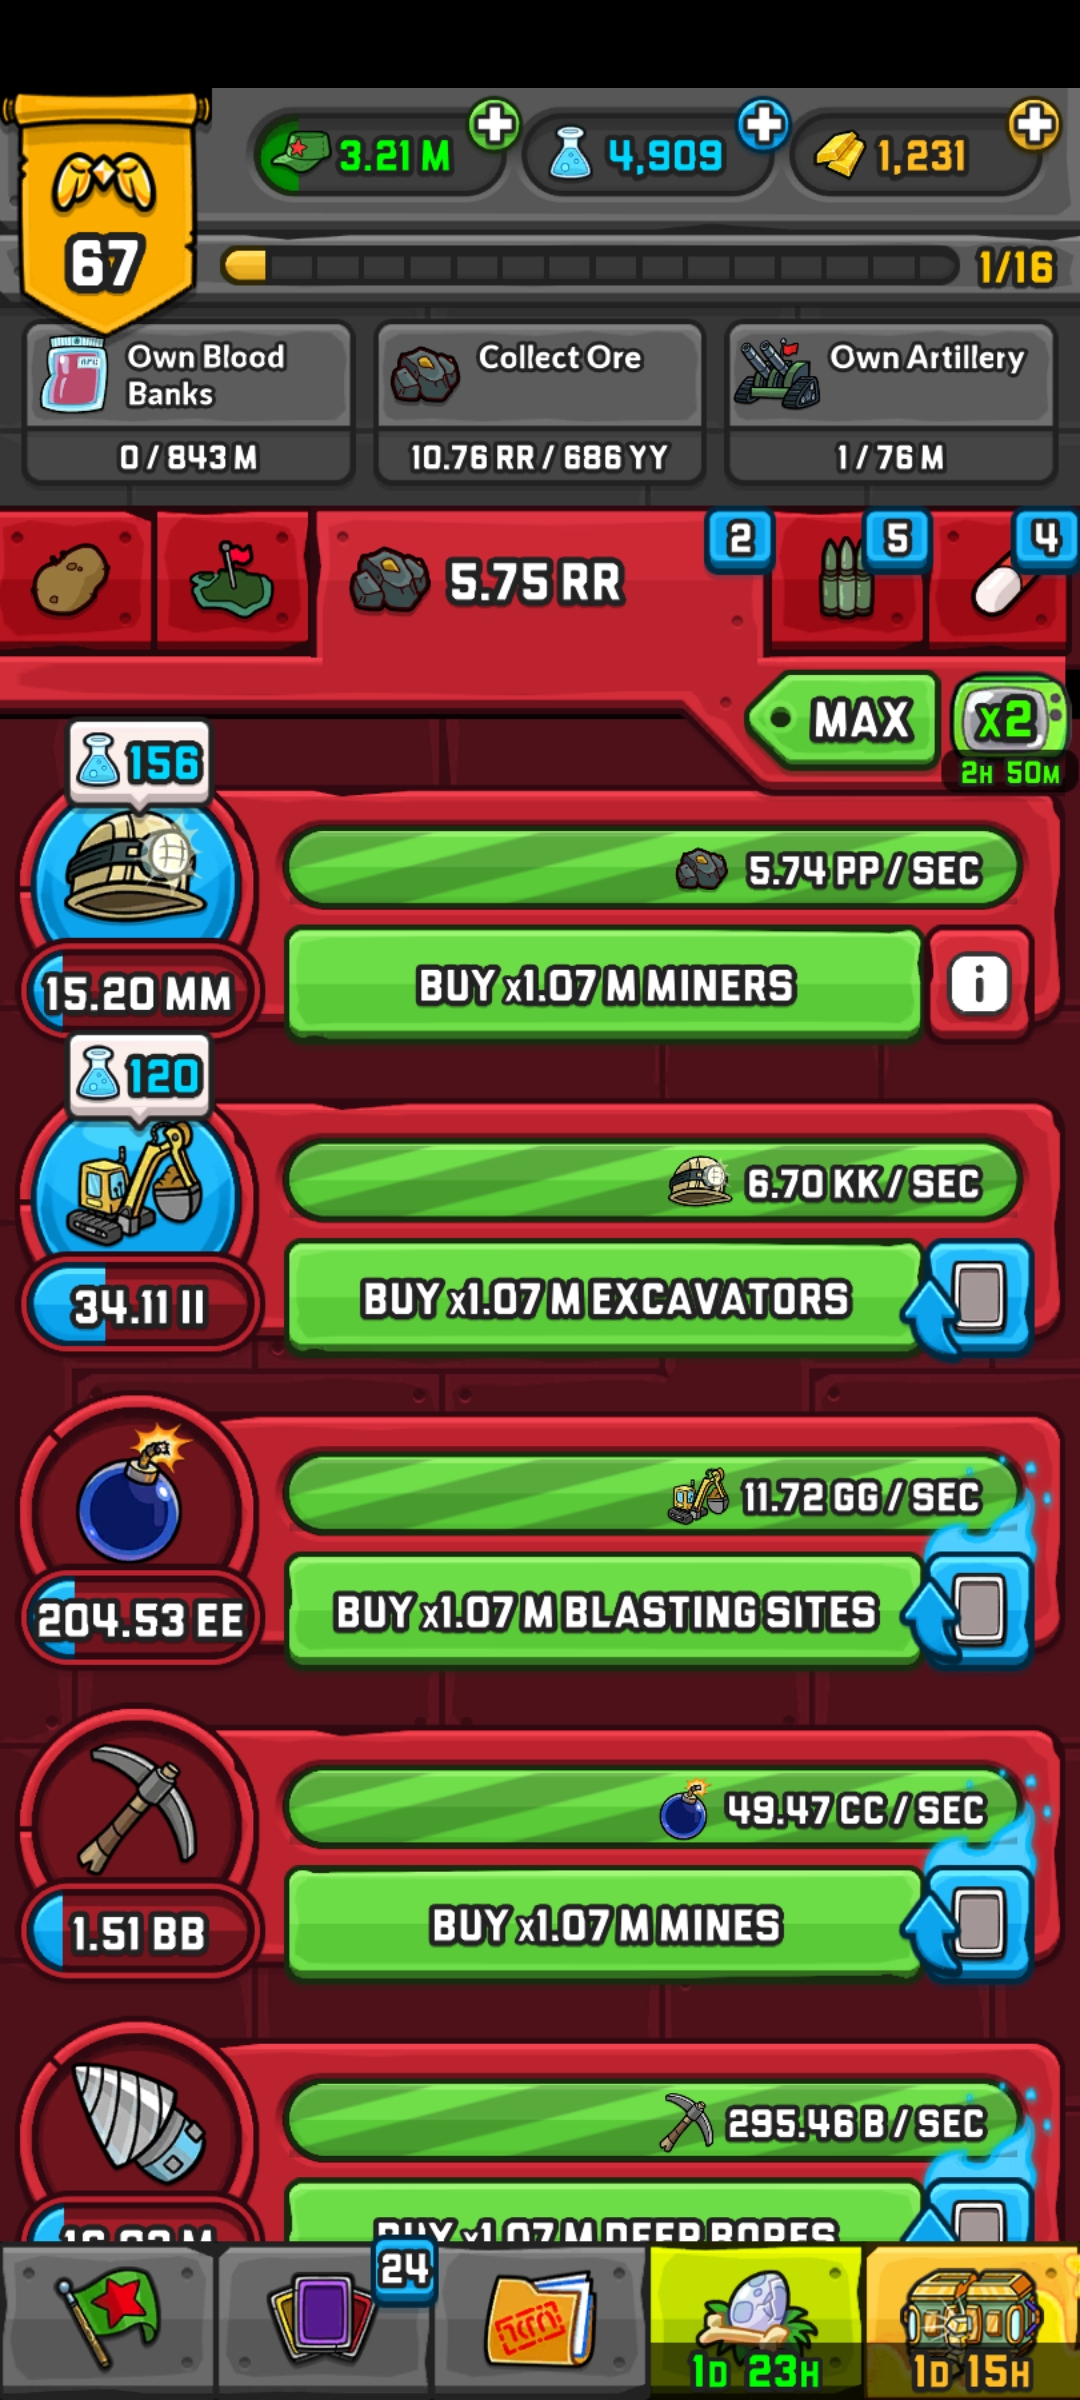 3.21 M
4,909
1,231
67
1/16
Own Blood
Banks
Collect Ore
Own Artillery
0 / 843 M
10.76 RR / 686 YY
1 / 76 M
5.75 RR
2
5
4
MAX
x2
2H 50M
156
5.74 PP / SEC
15.20 MM
BUY x1.07 M MINERS
i
120
6.70 KK / SEC
34.11 II
BUY x1.07 M EXCAVATORS
11.72 GG / SEC
204.53 EE
BUY x1.07 M BLASTING SITES
49.47 CC / SEC
1.51 BB
BUY x1.07 M MINES
295.46 B / SEC
BUY x1.07 M DEEP BORES
24
1D 23H
1D 15H